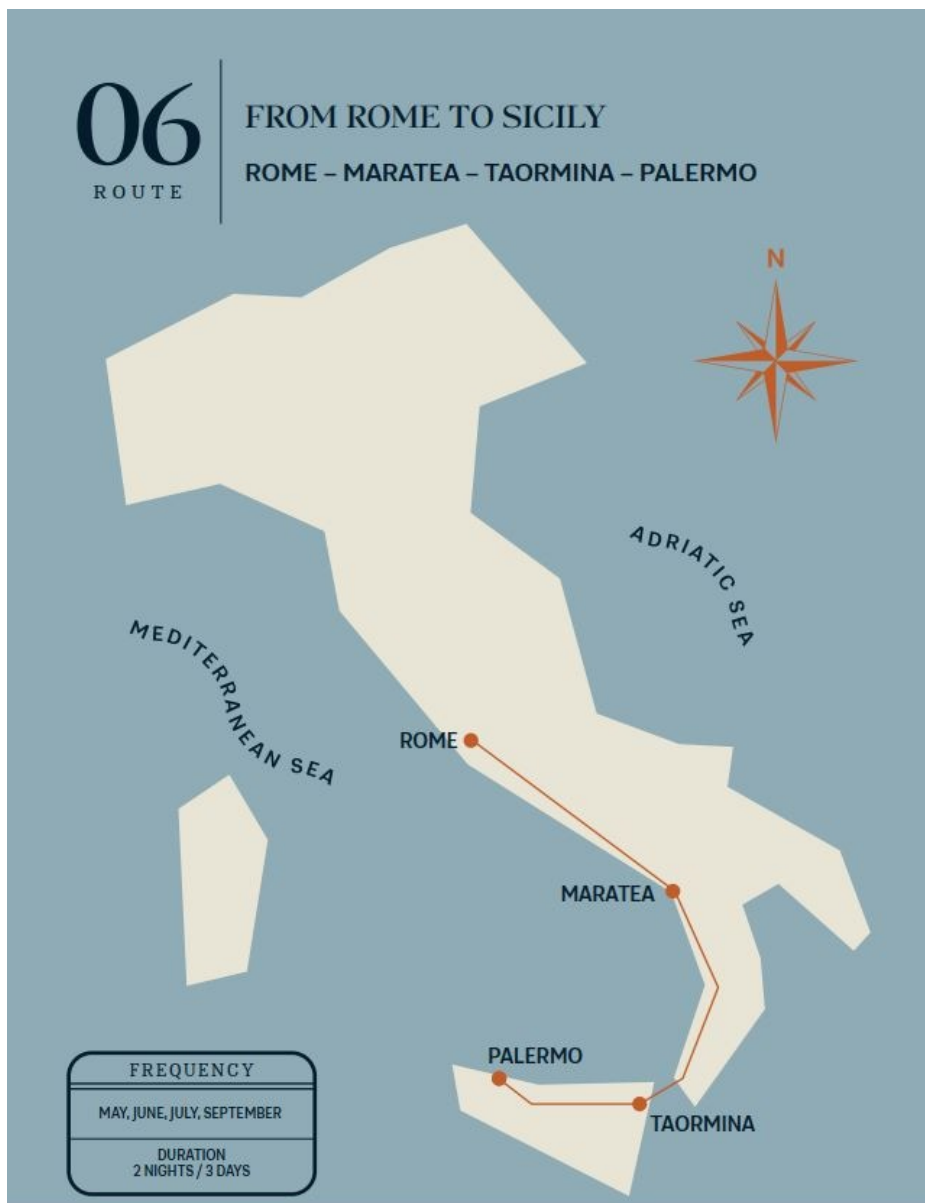 06
ROUTE
FROM ROME TO SICILY
ROME – MARATEA – TAORMINA – PALERMO
N
ADRIATIC SEA
MEDITERRANEAN SEA
ROME
MARATEA
PALERMO
TAORMINA
FREQUENCY
MAY, JUNE, JULY, SEPTEMBER
DURATION
2 NIGHTS / 3 DAYS